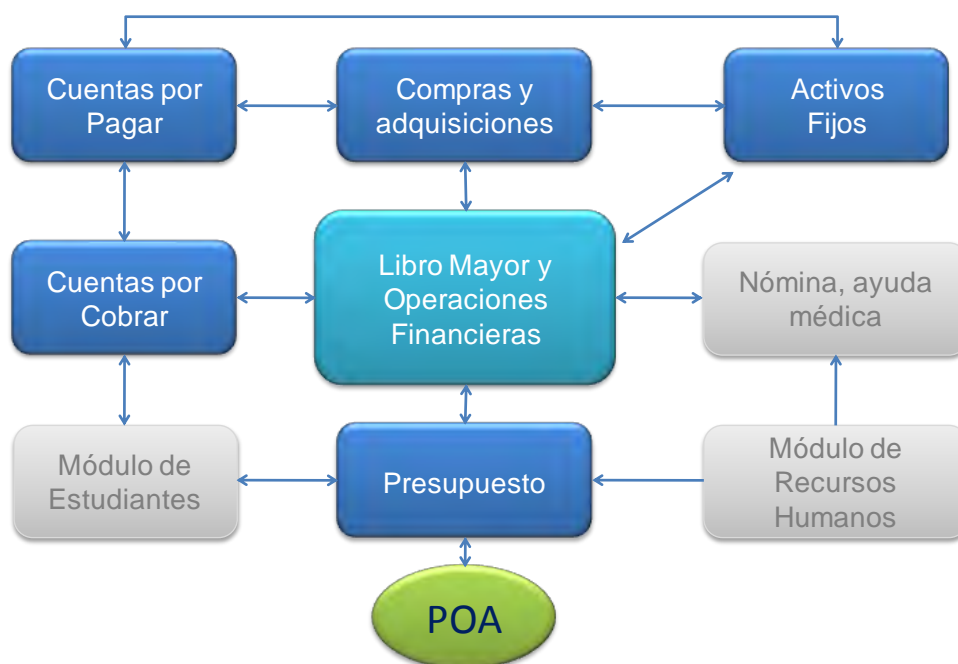 Cuentas por
Pagar
Compras y
adquisiciones
Activos
Fijos
Cuentas por
Cobrar
Libro Mayor y
Operaciones
Financieras
Nómina, ayuda
médica
Módulo de
Estudiantes
Presupuesto
Módulo de
Recursos
Humanos
POA